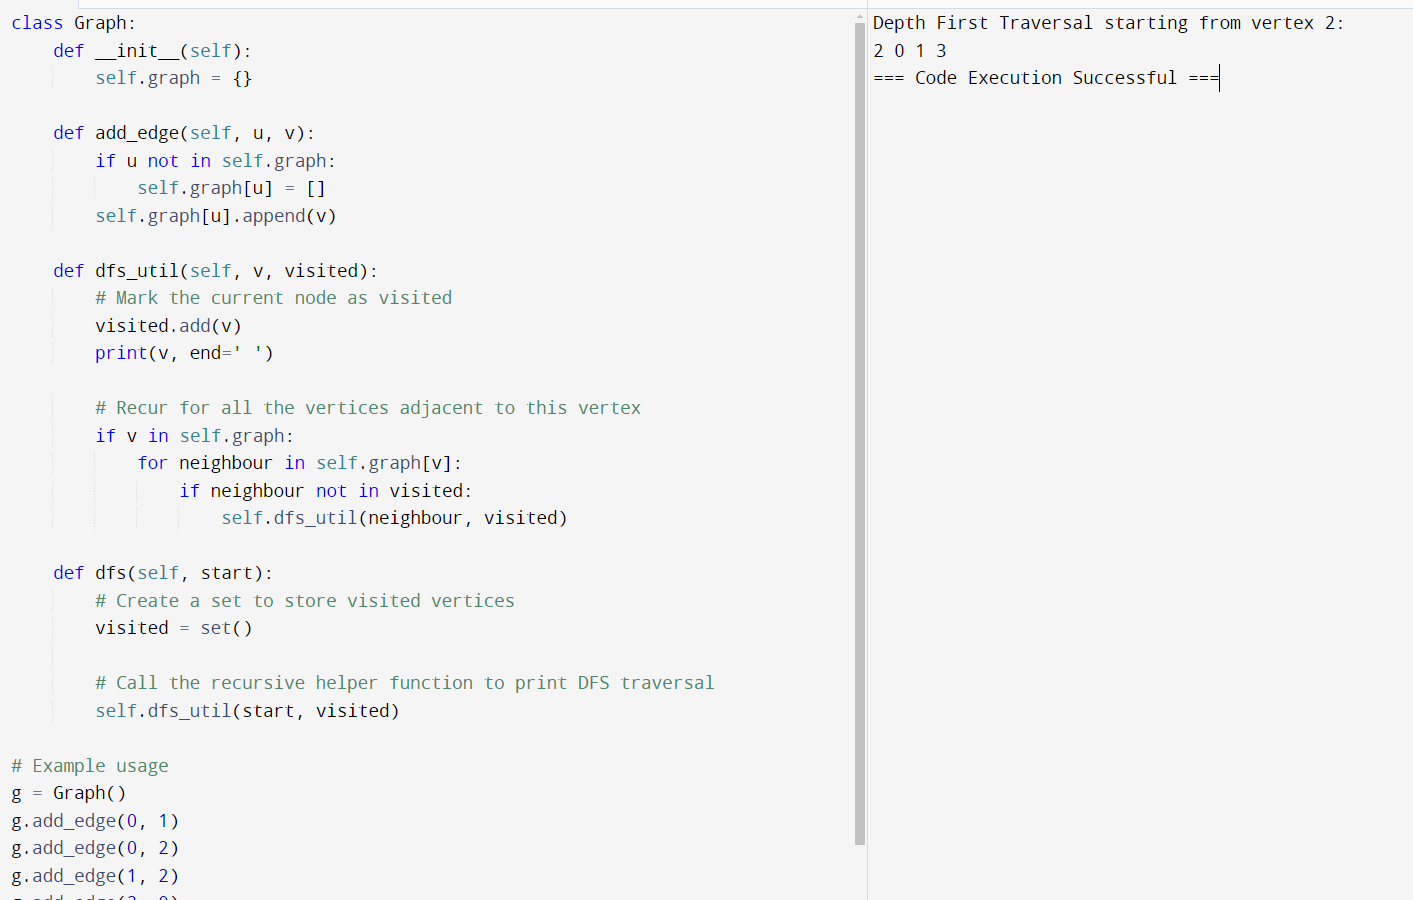 class Graph:
    def __init__(self):
        self.graph = {}

    def add_edge(self, u, v):
        if u not in self.graph:
            self.graph[u] = []
        self.graph[u].append(v)

    def dfs_util(self, v, visited):
        # Mark the current node as visited
        visited.add(v)
        print(v, end=' ')

        # Recur for all the vertices adjacent to this vertex
        if v in self.graph:
            for neighbour in self.graph[v]:
                if neighbour not in visited:
                    self.dfs_util(neighbour, visited)

    def dfs(self, start):
        # Create a set to store visited vertices
        visited = set()

        # Call the recursive helper function to print DFS traversal
        self.dfs_util(start, visited)

# Example usage
g = Graph()
g.add_edge(0, 1)
g.add_edge(0, 2)
g.add_edge(1, 2)
Depth First Traversal starting from vertex 2:
2 0 1 3
=== Code Execution Successful ===